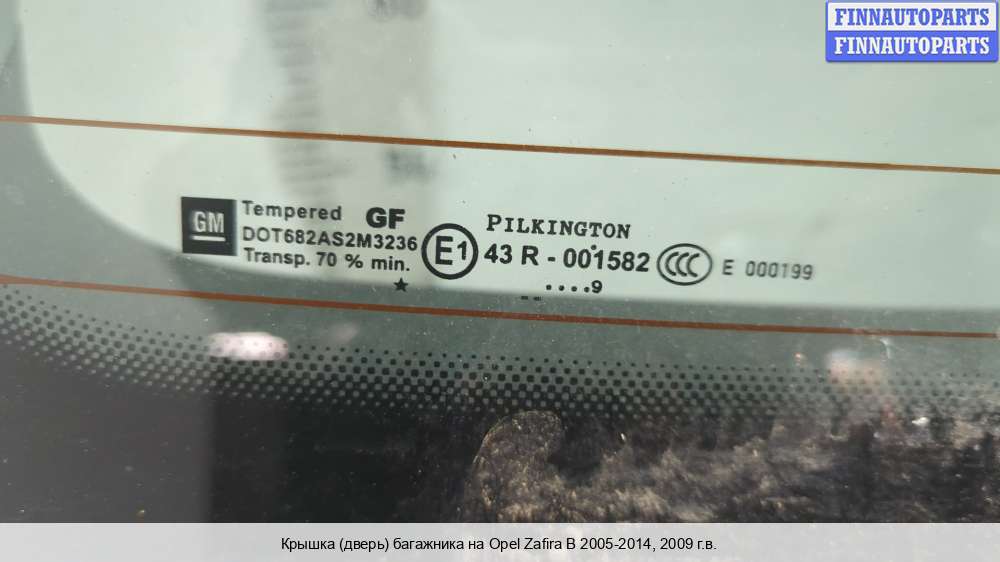 FINNAUTOPARTS
FINNAUTOPARTS
GM
Tempered GF
DOT682AS2M3236
Transp. 70 % min.
E1
PILKINGTON
43 R - 001582
....9
CCC
E 000199
Крышка (дверь) багажника на Opel Zafira B 2005-2014, 2009 г.в.